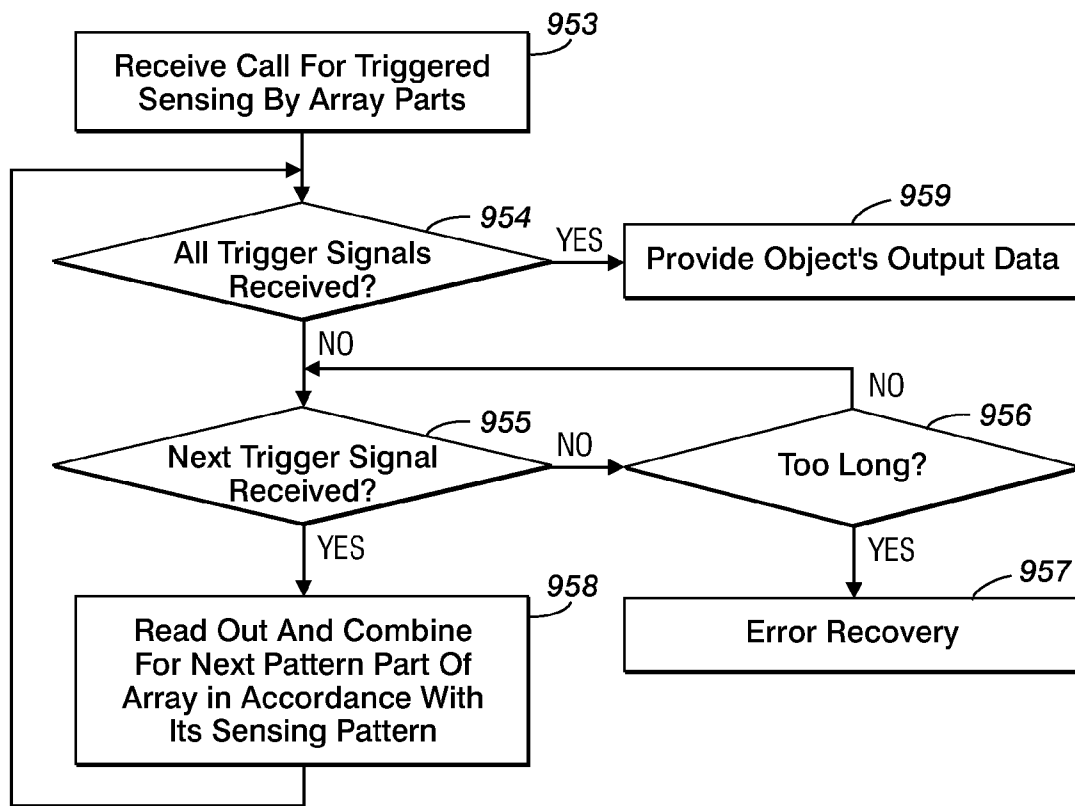 953
Receive Call For Triggered
Sensing By Array Parts
954
All Trigger Signals
Received?
YES
959
Provide Object's Output Data
NO
955
Next Trigger Signal
Received?
NO
956
Too Long?
NO
YES
957
Error Recovery
YES
958
Read Out And Combine
For Next Pattern Part Of
Array in Accordance With
Its Sensing Pattern